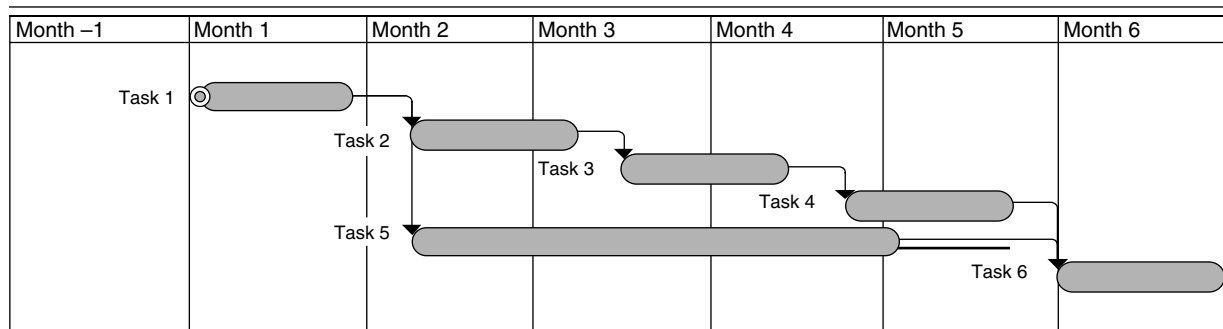 Month –1 Month 1 Month 2 Month 3 Month 4 Month 5 Month 6
Task 1
Task 2
Task 3
Task 4
Task 5
Task 6